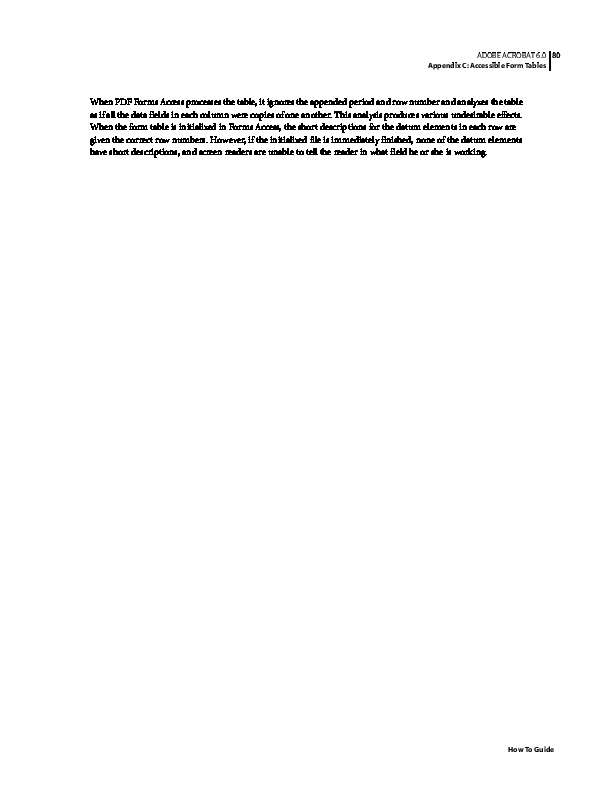 ADOBE ACROBAT 6.0 80
Appendix C: Accessible Form Tables
When PDF Forms Access processes the table, it ignores the appended period and row number and analyzes the table
as if all the data fields in each column were copies of one another. This analysis produces various undesirable effects.
When the form table is initialized in Forms Access, the short descriptions for the datum elements in each row are
given the correct row numbers. However, if the initialized file is immediately finished, none of the datum elements
have short descriptions, and screen readers are unable to tell the reader in what field he or she is working.
How To Guide